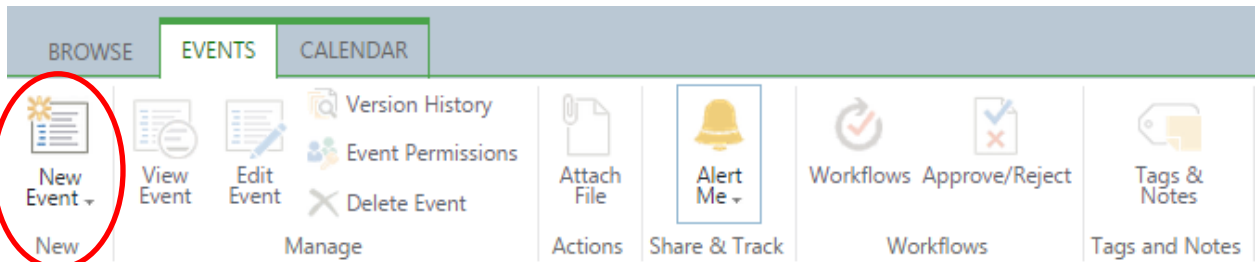 BROWSE EVENTS CALENDAR
New
Event
View
Event
Edit
Event
Version History
Event Permissions
Delete Event
Attach
File
Alert
Me
Workflows
Approve/Reject
Tags &
Notes
New
Manage
Actions
Share & Track
Workflows
Tags and Notes